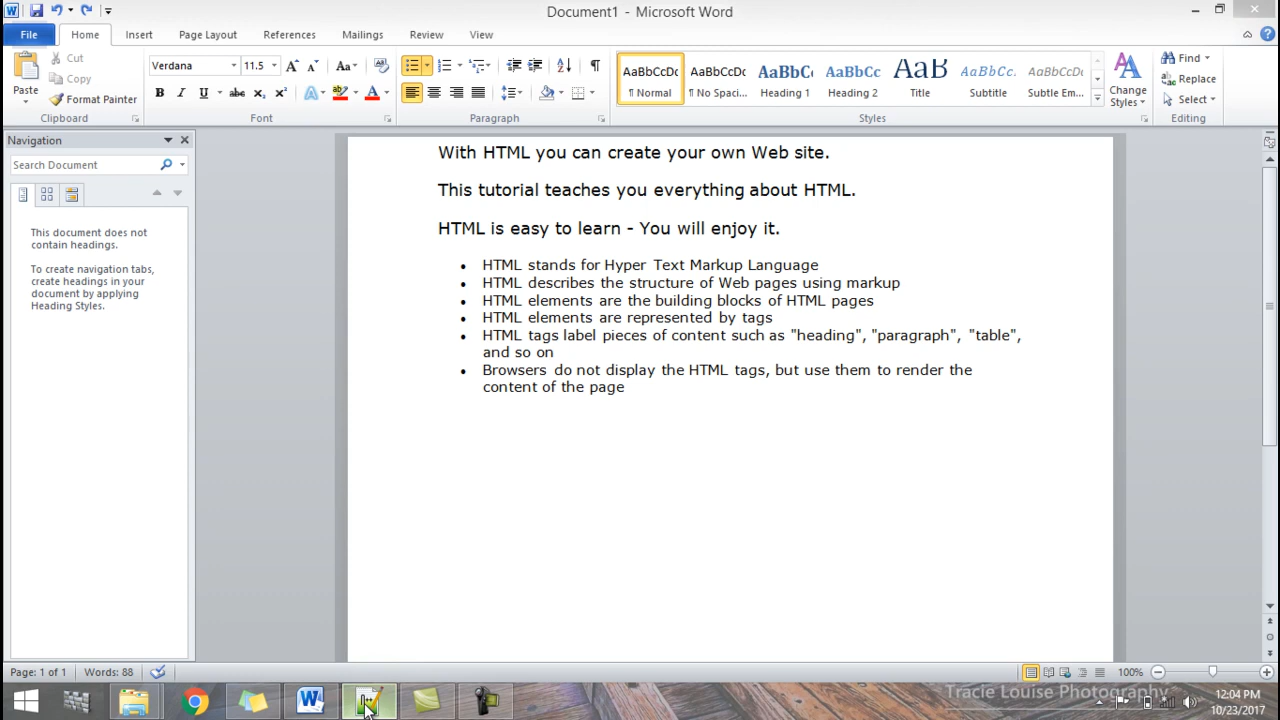 Document1 - Microsoft Word
File Home Insert Page Layout References Mailings Review View
Paste
Cut
Copy
Format Painter
Verdana 11.5
AaBbCcDc AaBbCcDc AaBbC( AaBbCc AaB AaBbCc. AaBbCcDc
¶ Normal ¶ No Spaci... Heading 1 Heading 2 Title Subtitle Subtle Em...
Change Styles
Find
Replace
Select
Clipboard Font Paragraph Styles Editing
Navigation
Search Document
This document does not
contain headings.
To create navigation tabs,
create headings in your
document by applying
Heading Styles.
With HTML you can create your own Web site.
This tutorial teaches you everything about HTML.
HTML is easy to learn - You will enjoy it.
• HTML stands for Hyper Text Markup Language
• HTML describes the structure of Web pages using markup
• HTML elements are the building blocks of HTML pages
• HTML elements are represented by tags
• HTML tags label pieces of content such as "heading", "paragraph", "table",
and so on
• Browsers do not display the HTML tags, but use them to render the
content of the page
Page: 1 of 1 Words: 88 100%
Tracie Louise Photography
12:04 PM
10/23/2017